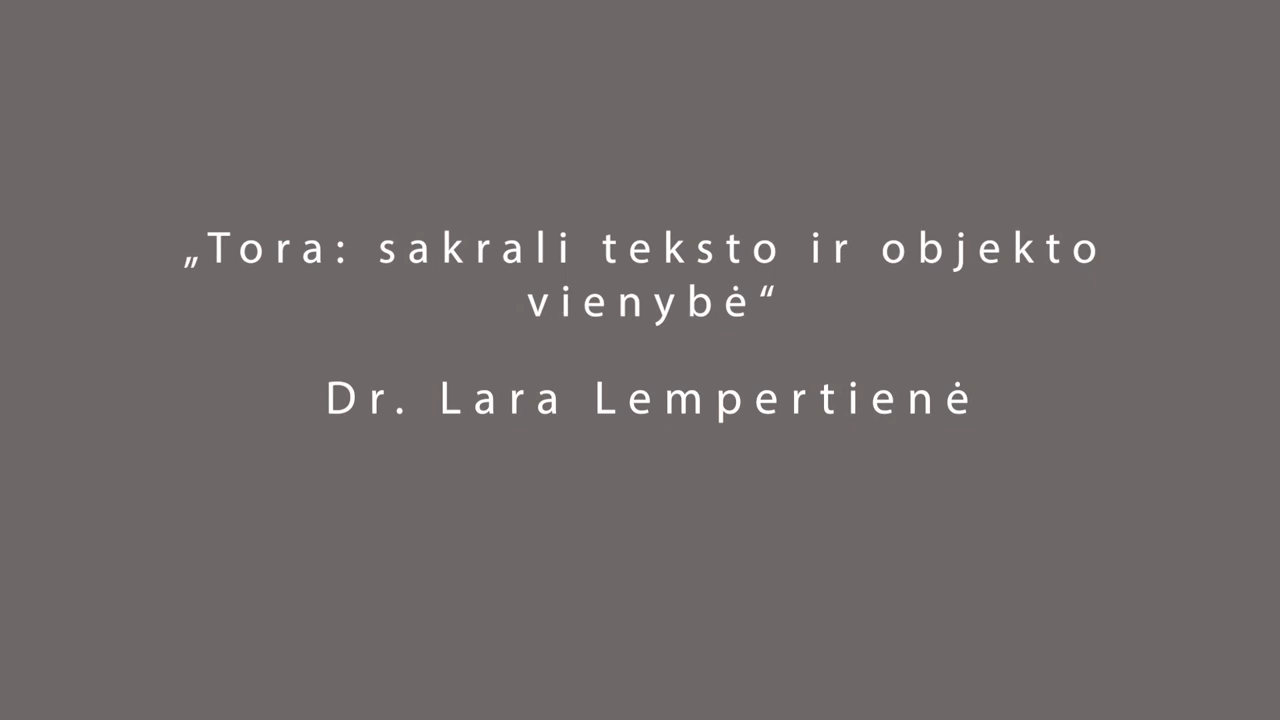 „Tora: sakrali teksto ir objekto
vienybė“
Dr. Lara Lempertienė